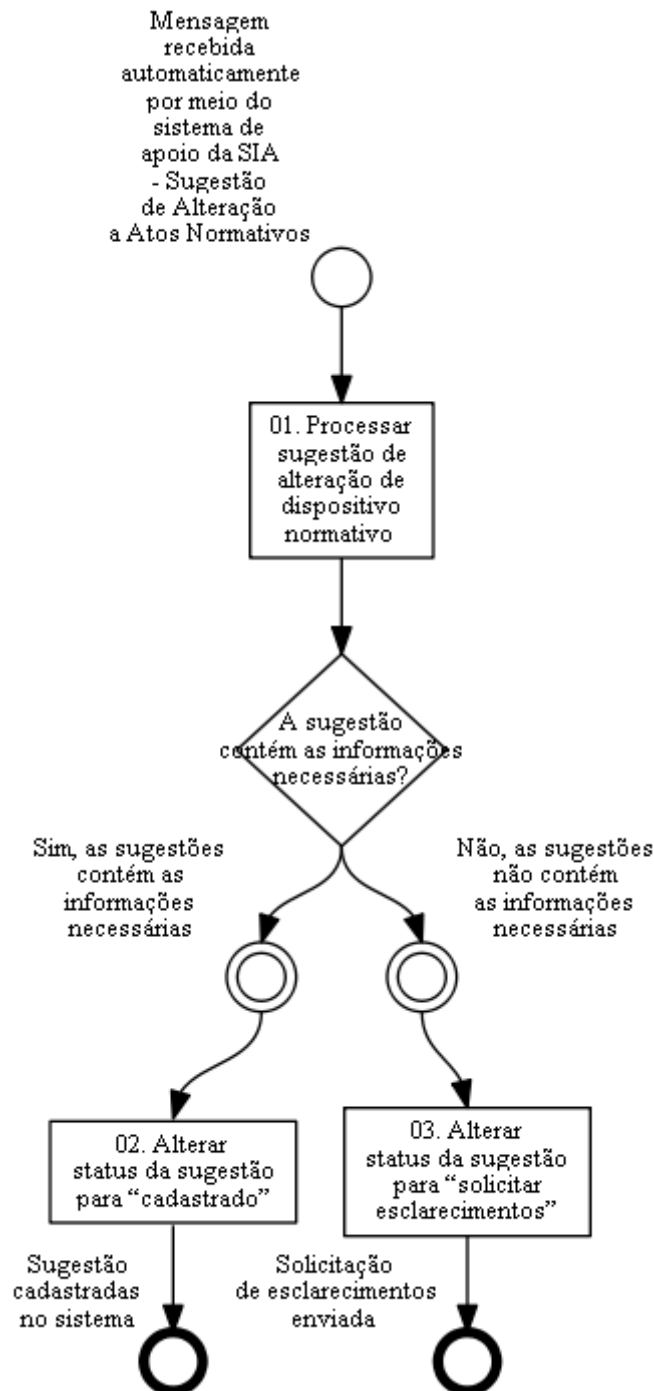 Mensagem
recebida
automaticamente
por meio do
sistema de
apoio da SIA
- Sugestão
de Alteração
a Atos Normativos
01. Processar
sugestão de
alteração de
dispositivo
normativo
A sugestão
contém as informações
necessárias?
Sim, as sugestões
contém as
informações
necessárias
Não, as sugestões
não contém
as informações
necessárias
02. Alterar
status da sugestão
para “cadastrado”
03. Alterar
status da sugestão
para “solicitar
esclarecimentos”
Sugestão
cadastradas
no sistema
Solicitação
de esclarecimentos
enviada